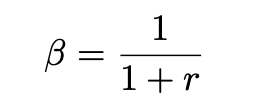 β = 1 / (1 + r)